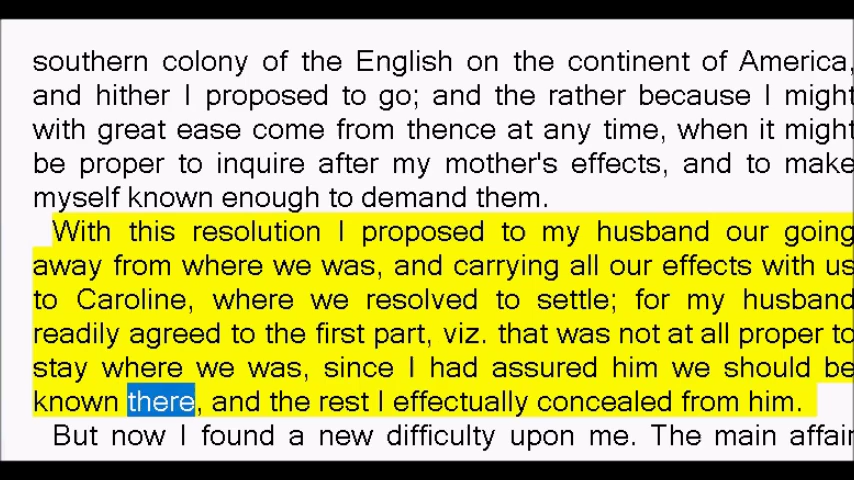 southern colony of the English on the continent of America,
and hither I proposed to go; and the rather because I might
with great ease come from thence at any time, when it might
be proper to inquire after my mother's effects, and to make
myself known enough to demand them.
With this resolution I proposed to my husband our going
away from where we was, and carrying all our effects with us
to Caroline, where we resolved to settle; for my husband
readily agreed to the first part, viz. that was not at all proper to
stay where we was, since I had assured him we should be
known there, and the rest I effectually concealed from him.
But now I found a new difficulty upon me. The main affair